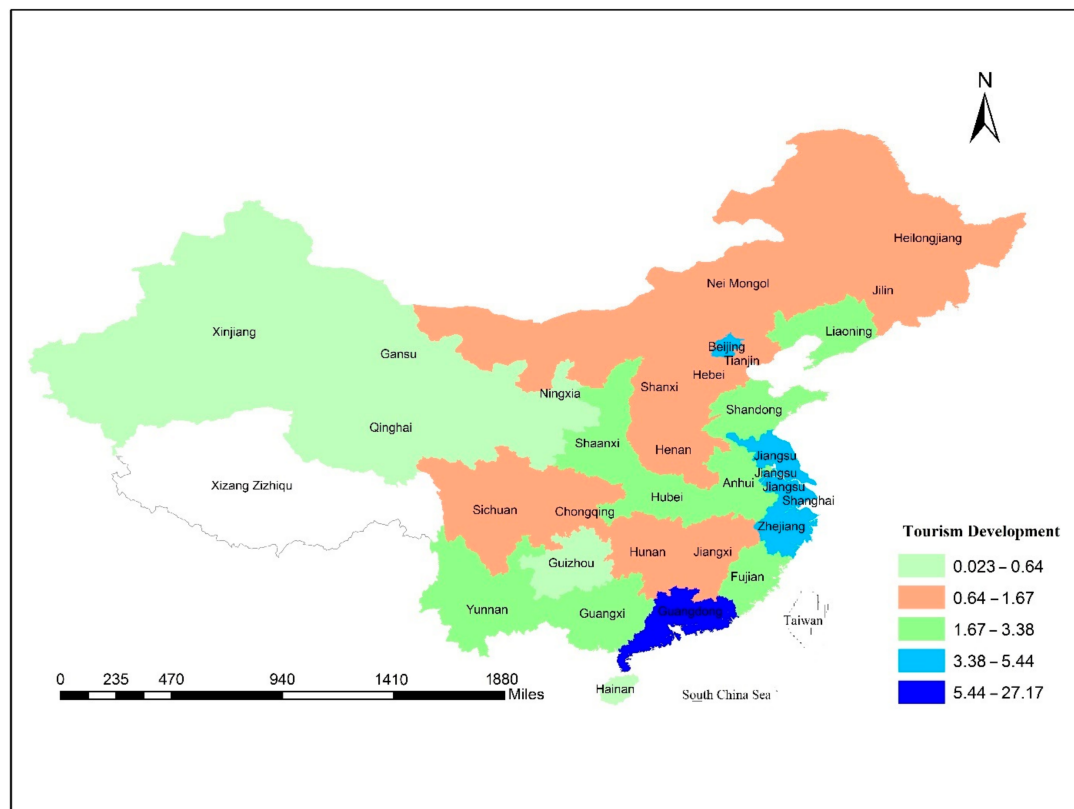 N
Heilongjiang
Nei Mongol
Jilin
Xinjiang
Liaoning
Gansu
Beijing
Tianjin
Hebei
Shanxi
Ningxia
Shandong
Qinghai
Shaanxi
Henan
Jiangsu
Jiangsu
Anhui
Jiangsu
Xizang Zizhiqu
Hubei
Shanghai
Sichuan
Chongqing
Zhejiang
Hunan
Jiangxi
Guizhou
Fujian
Yunnan
Guangxi
Guangdong
Taiwan
Hainan
South China Sea
0 235 470 940 1410 1880
Miles
Tourism Development
0.023 – 0.64
0.64 – 1.67
1.67 – 3.38
3.38 – 5.44
5.44 – 27.17